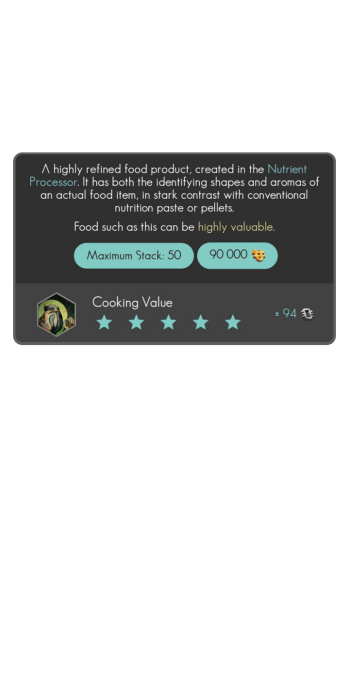 A highly refined food product, created in the Nutrient
Processor. It has both the identifying shapes and aromas of
an actual food item, in stark contrast with conventional
nutrition paste or pellets.
Food such as this can be highly valuable.
Maximum Stack: 50
90 000
Cooking Value
± 94